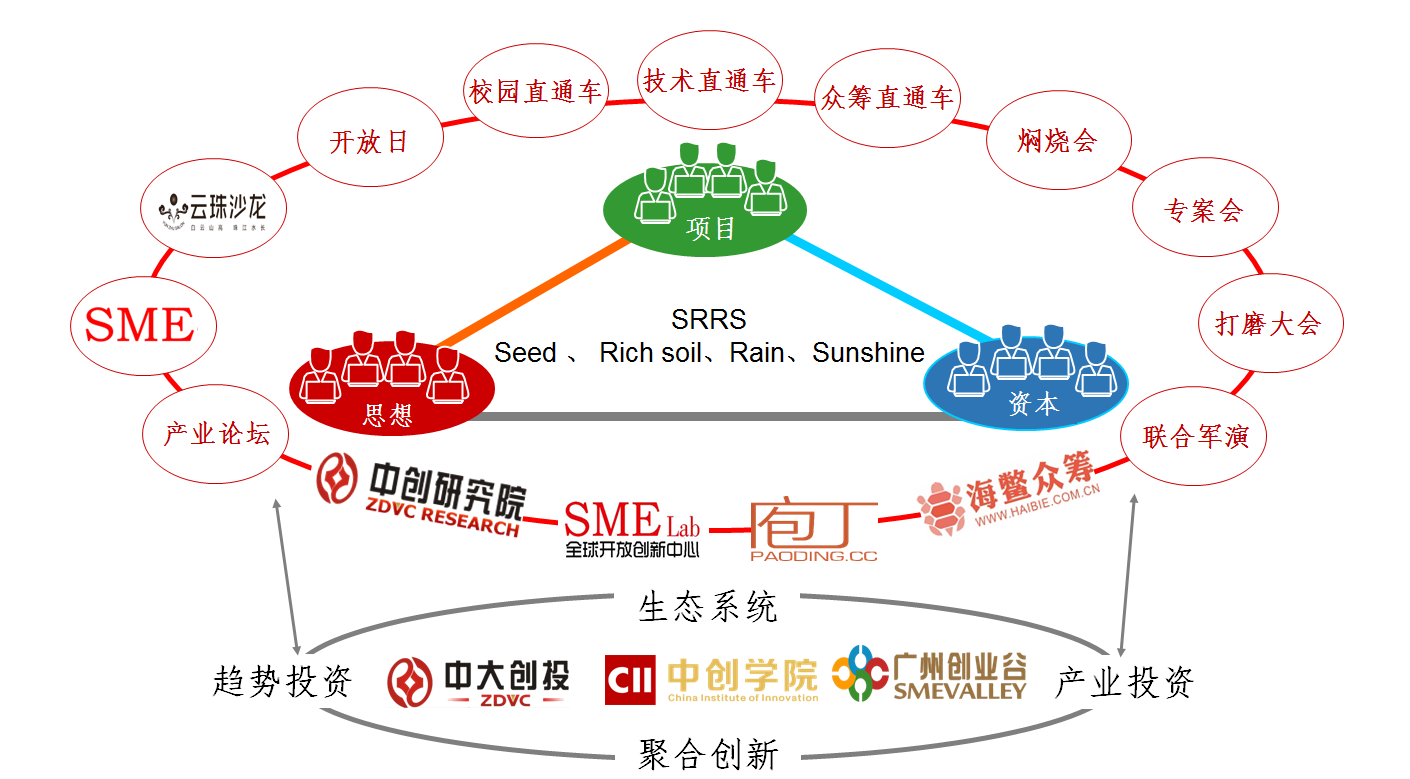 校园直通车
技术直通车
众筹直通车
开放日
焖烧会
云珠沙龙
白云山高 珠江水长
专案会
项目
SME
SRRS
Seed 、 Rich soil、Rain、Sunshine
打磨大会
思想
资本
产业论坛
联合军演
中创研究院
ZDVC RESEARCH
SME Lab
全球开放创新中心
庖丁
PAODING.CC
海鳖众筹
WWW.HAIBIE.COM.CN
生态系统
趋势投资
中大创投
ZDVC
CII
中创学院
China Institute of Innovation
广州创业谷
SMEVALLEY
产业投资
聚合创新